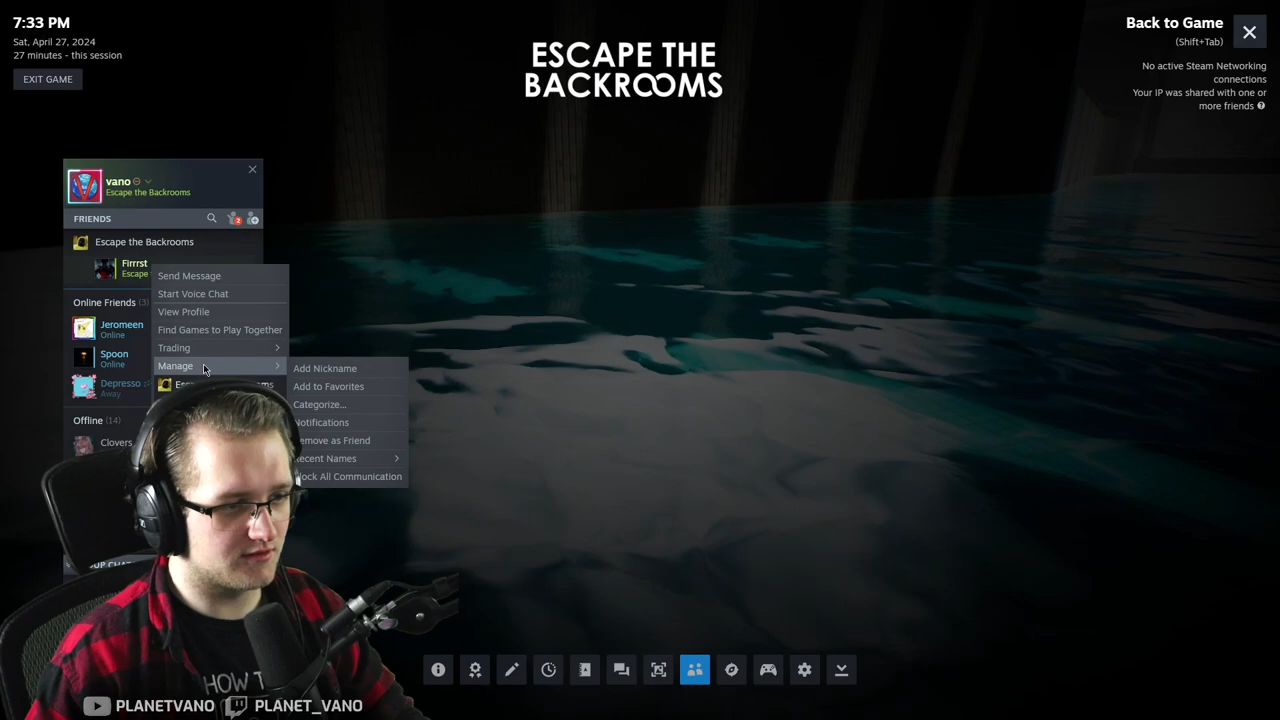 7:33 PM
Sat, April 27, 2024
27 minutes - this session
EXIT GAME
ESCAPE THE
BACKROOMS
Back to Game
(Shift+Tab)
No active Steam Networking
connections
Your IP was shared with one or
more friends
vano
Escape the Backrooms
FRIENDS
2
Escape the Backrooms
Firrrst
Escape
Send Message
Start Voice Chat
View Profile
Find Games to Play Together
Trading
Manage
Online Friends (3)
Jeromeen
Online
Spoon
Online
Depresso
Away
Offline (14)
Clovers
Add Nickname
Add to Favorites
Categorize...
Notifications
emove as Friend
ecent Names
lock All Communication
HOW T
PLANETVANO
PLANET_VANO